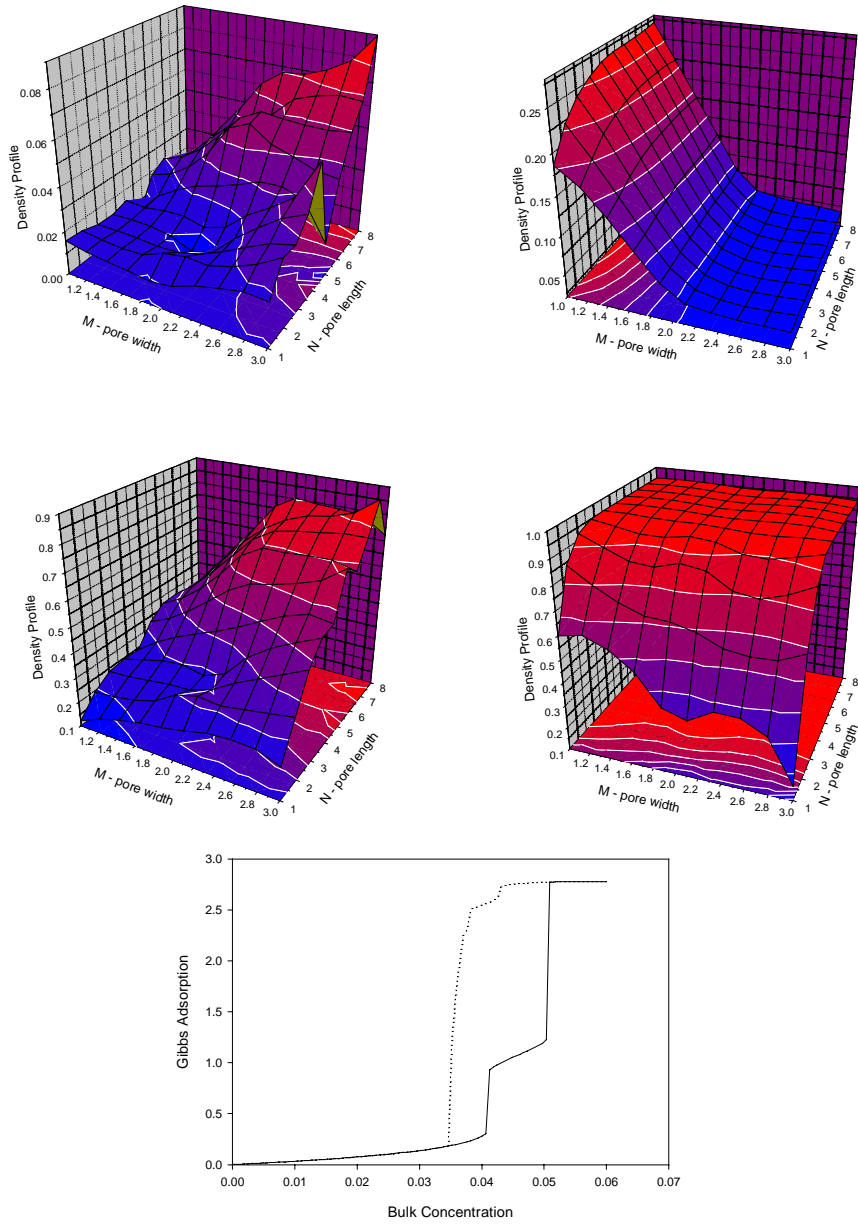 0.08
0.06
0.04
0.02
0.00
Density Profile
1.2 1.4 1.6 1.8 2.0 2.2 2.4 2.6 2.8 3.0
M - pore width
1 2 3 4 5 6 7 8
N - pore length
0.25
0.20
0.15
0.10
0.05
Density Profile
1.0 1.2 1.4 1.6 1.8 2.0 2.2 2.4 2.6 2.8 3.0
M - pore width
1 2 3 4 5 6 7 8
N - pore length
0.9
0.8
0.7
0.6
0.5
0.4
0.3
0.2
0.1
Density Profile
1.2 1.4 1.6 1.8 2.0 2.2 2.4 2.6 2.8 3.0
M - pore width
1 2 3 4 5 6 7 8
N - pore length
1.0
0.9
0.8
0.7
0.6
0.5
0.4
0.3
0.2
0.1
Density Profile
1.2 1.4 1.6 1.8 2.0 2.2 2.4 2.6 2.8 3.0
M - pore width
1 2 3 4 5 6 7 8
N - pore length
3.0
2.5
2.0
1.5
1.0
0.5
0.0
Gibbs Adsorption
0.00 0.01 0.02 0.03 0.04 0.05 0.06 0.07
Bulk Concentration